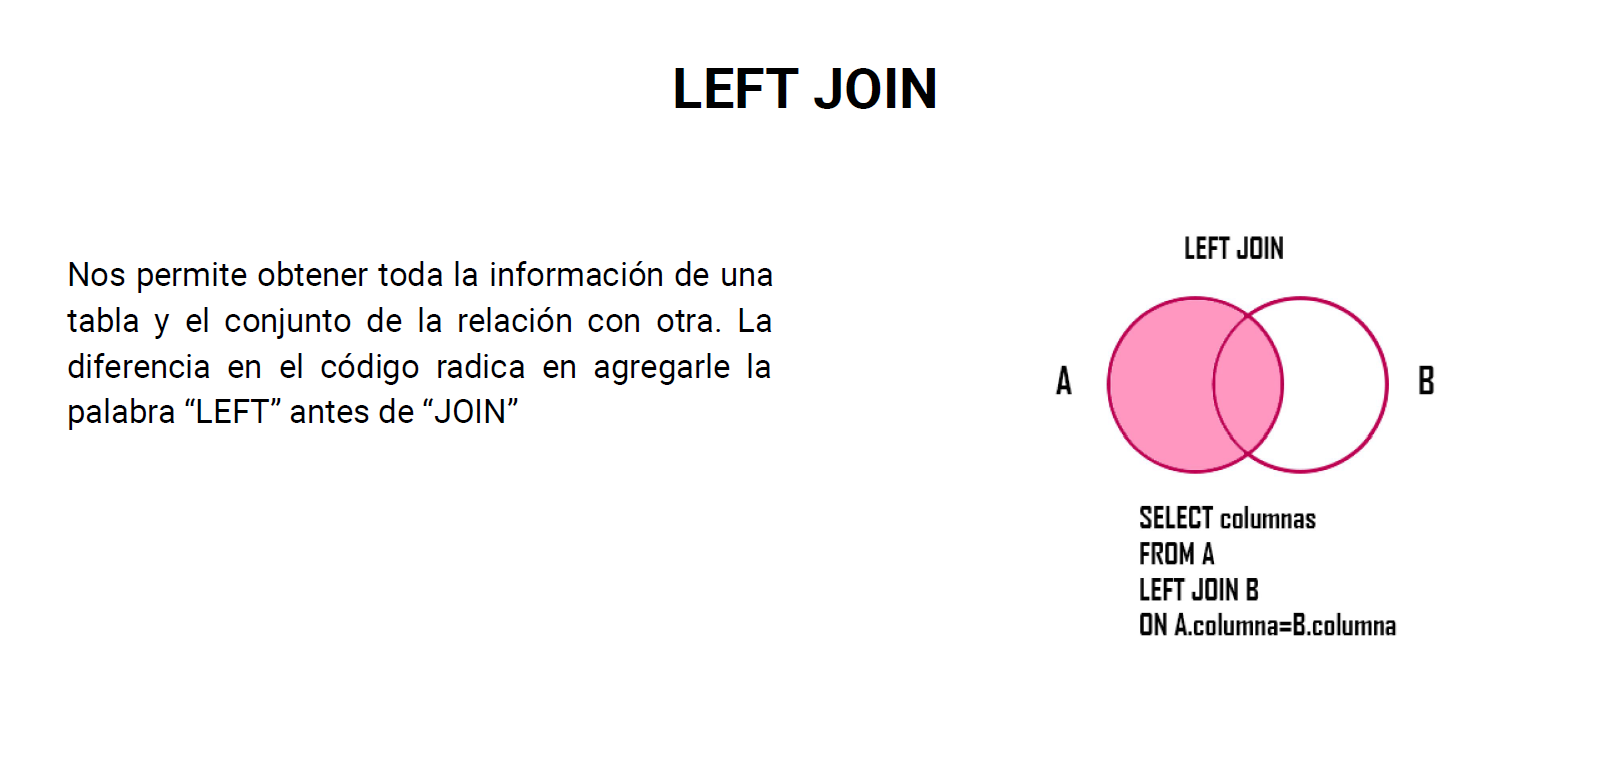 LEFT JOIN
Nos permite obtener toda la información de una
tabla y el conjunto de la relación con otra. La
diferencia en el código radica en agregarle la
palabra “LEFT” antes de “JOIN”
LEFT JOIN
A
B
SELECT columnas
FROM A
LEFT JOIN B
ON A.columna=B.columna